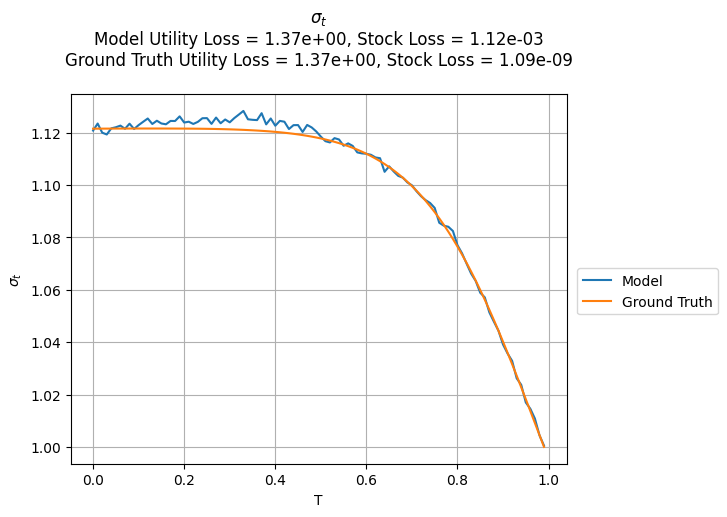 σₜ
Model Utility Loss = 1.37e+00, Stock Loss = 1.12e-03
Ground Truth Utility Loss = 1.37e+00, Stock Loss = 1.09e-09
1.12
1.10
1.08
1.06
1.04
1.02
1.00
σₜ
0.0 0.2 0.4 0.6 0.8 1.0
T
Model
Ground Truth